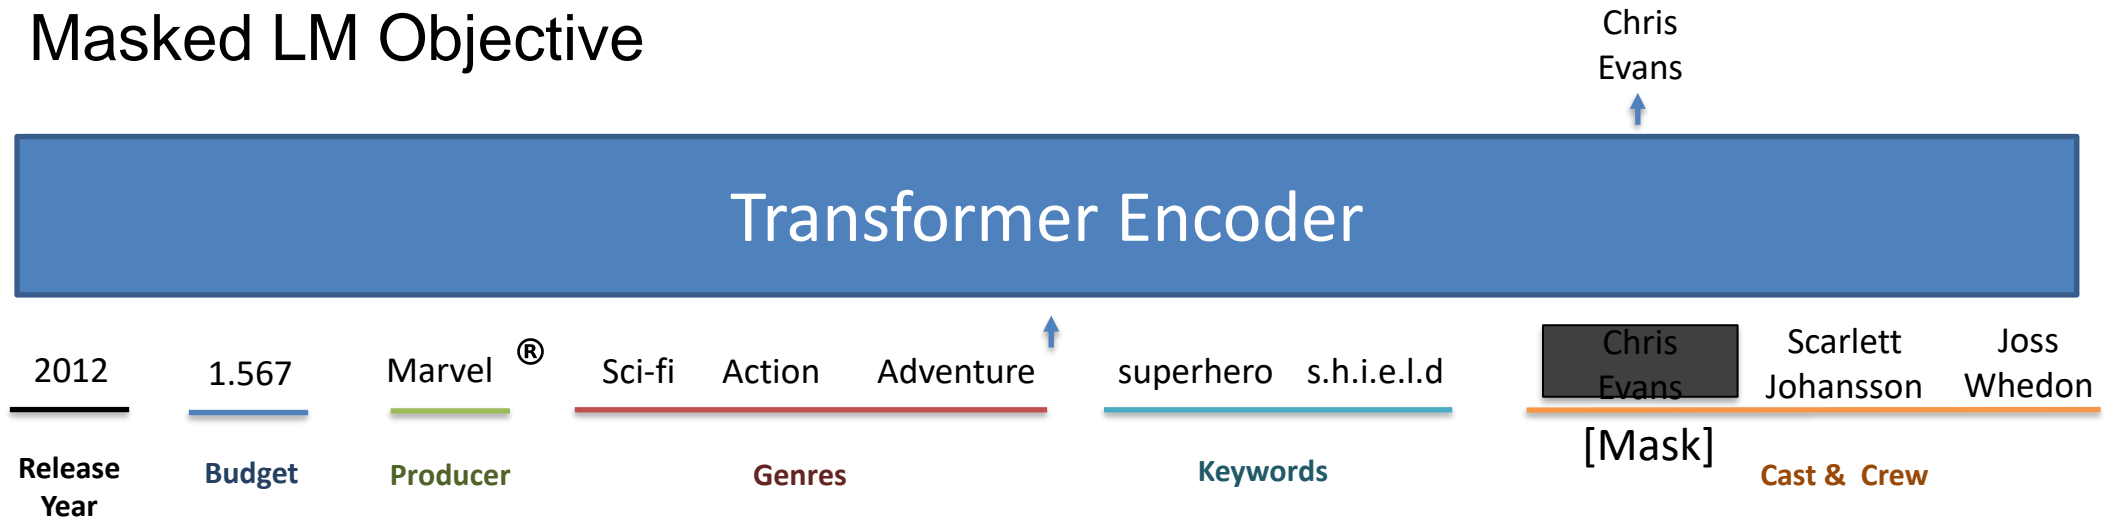 Masked LM Objective
Chris
Evans
Transformer Encoder
2012
1.567
Marvel ®
Sci-fi Action Adventure
superhero s.h.i.e.l.d
Chris
Evans
Scarlett
Johansson
Joss
Whedon
[Mask]
Release
Year
Budget
Producer
Genres
Keywords
Cast & Crew